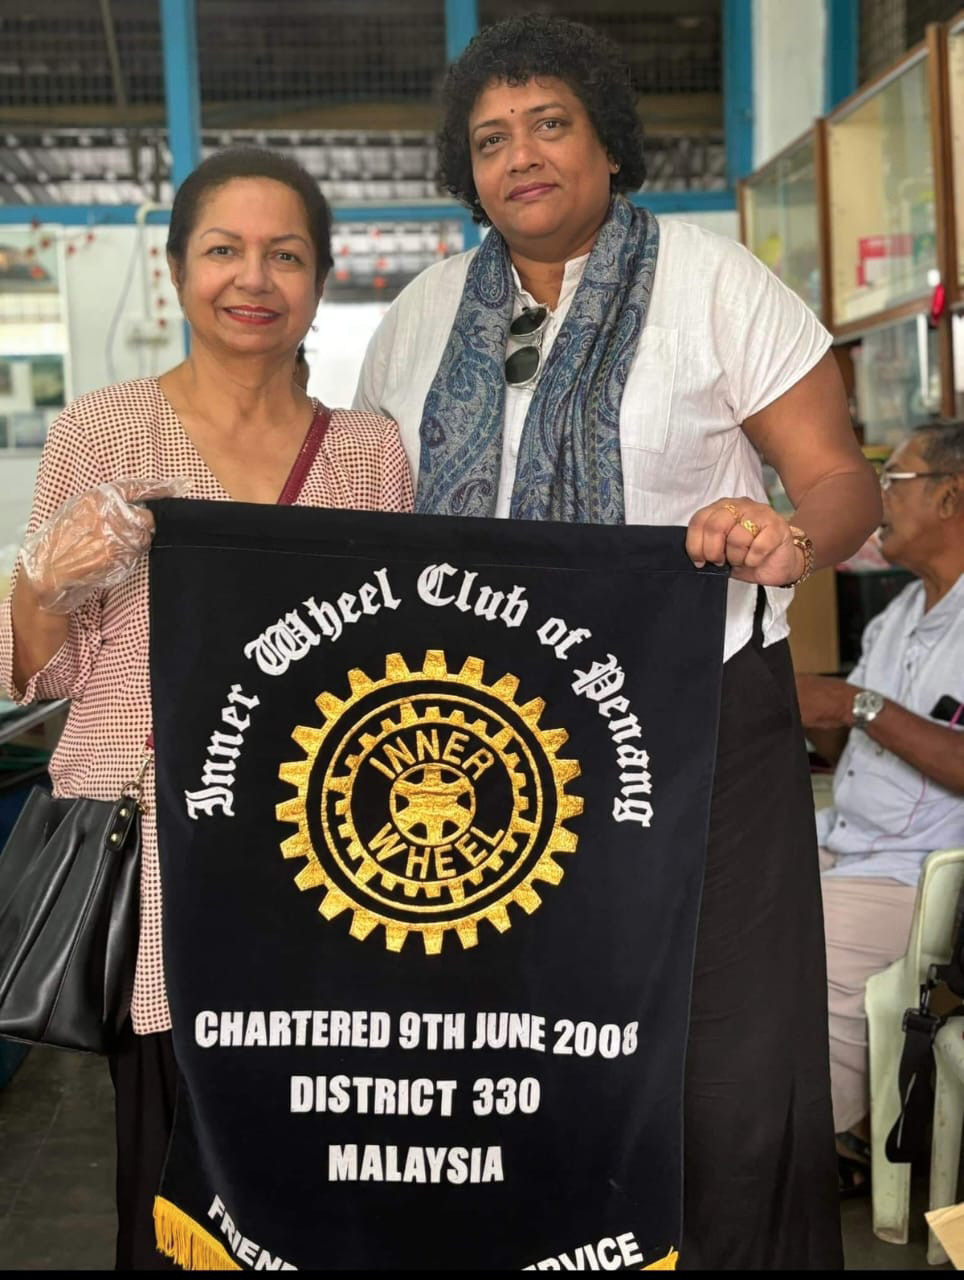 Inner Wheel Club of Penang
INNER
WHEEL
CHARTERED 9TH JUNE 2008
DISTRICT 330
MALAYSIA